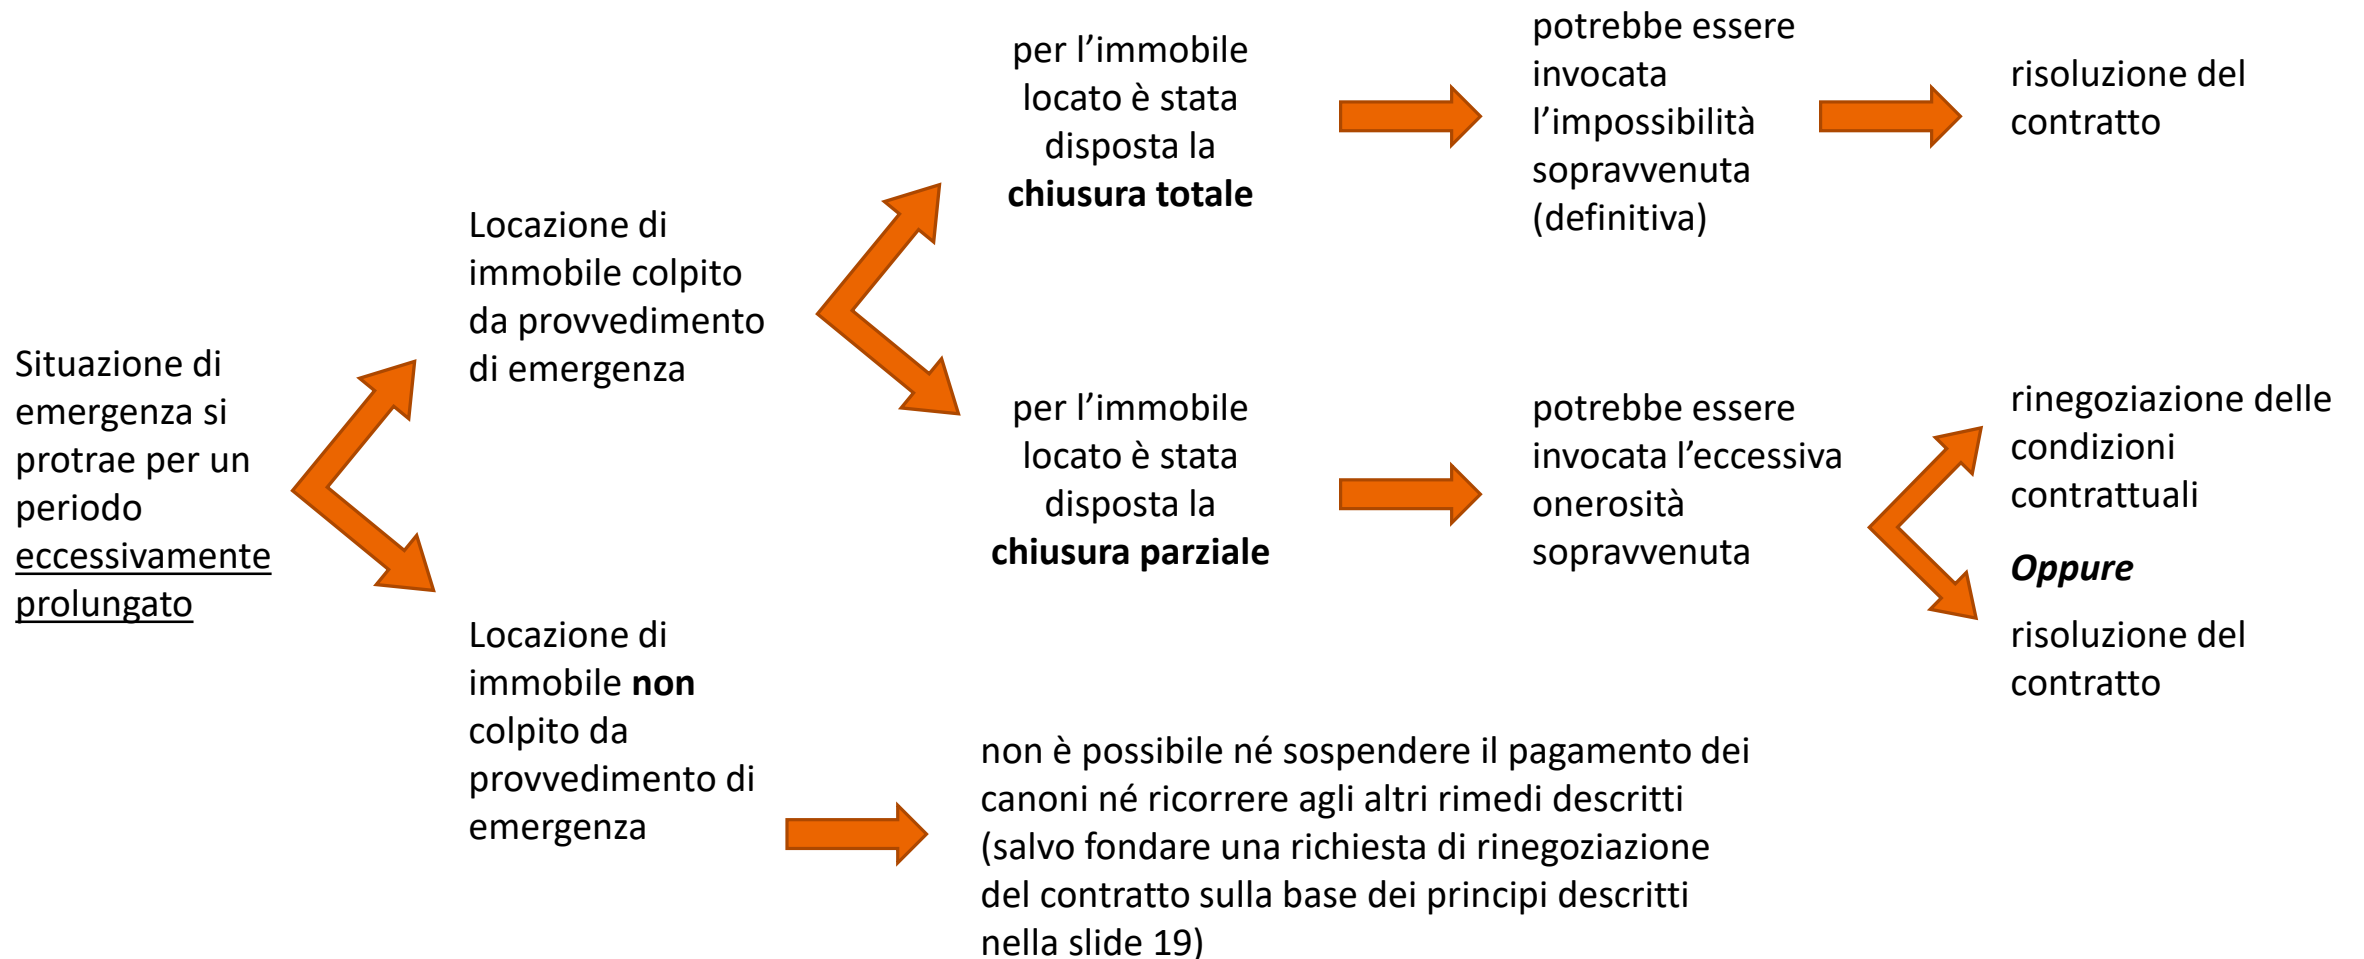 Situazione di
emergenza si
protrae per un
periodo
eccessivamente
prolungato
Locazione di
immobile colpito
da provvedimento
di emergenza
per l’immobile
locato è stata
disposta la
chiusura totale
potrebbe essere
invocata
l’impossibilità
sopravvenuta
(definitiva)
risoluzione del
contratto
per l’immobile
locato è stata
disposta la
chiusura parziale
potrebbe essere
invocata l’eccessiva
onerosità
sopravvenuta
rinegoziazione delle
condizioni
contrattuali
Oppure
risoluzione del
contratto
Locazione di
immobile non
colpito da
provvedimento di
emergenza
non è possibile né sospendere il pagamento dei
canoni né ricorrere agli altri rimedi descritti
(salvo fondare una richiesta di rinegoziazione
del contratto sulla base dei principi descritti
nella slide 19)